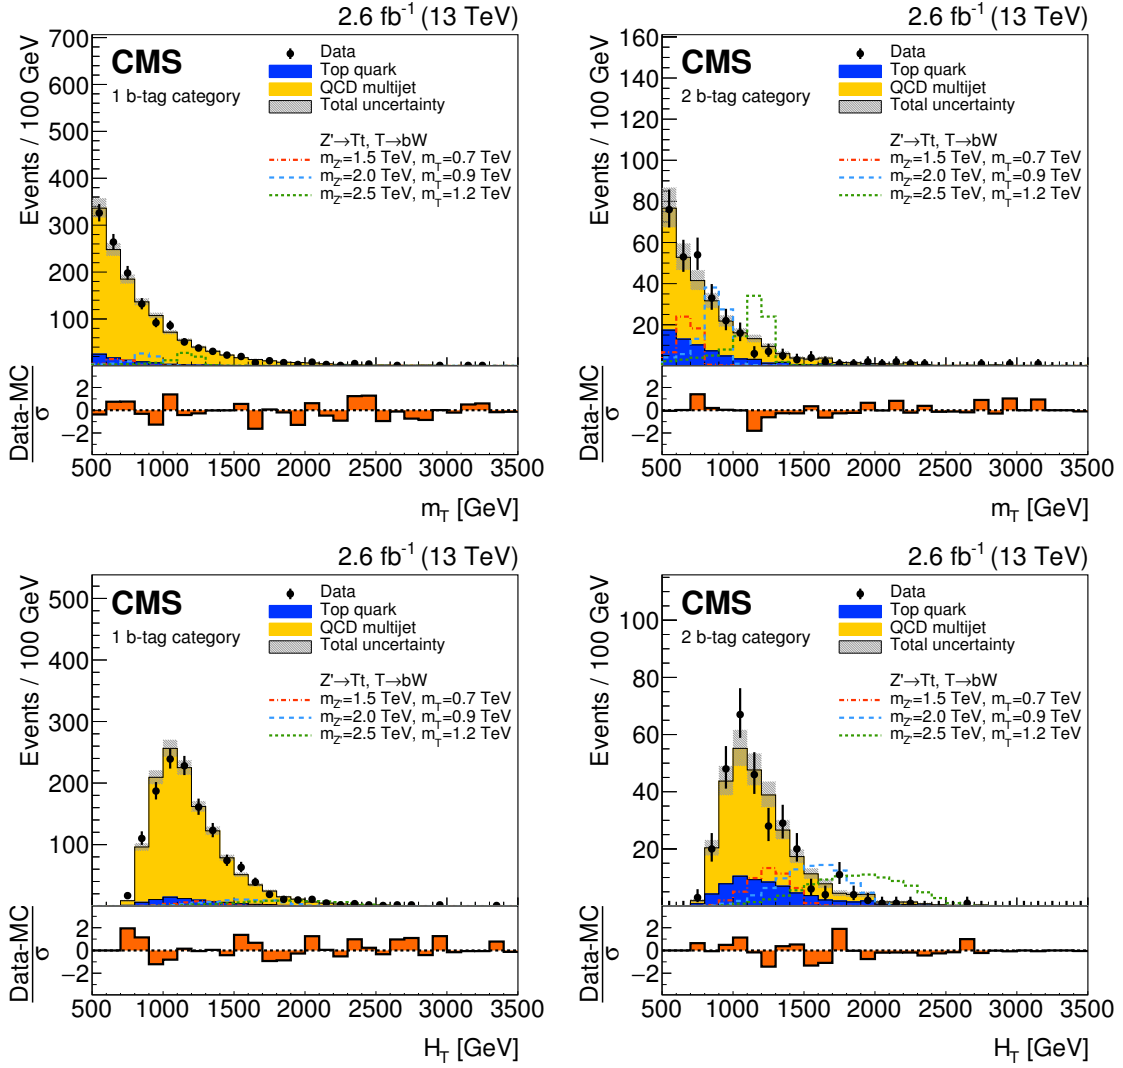 2.6 fb⁻¹ (13 TeV)
Events / 100 GeV
700
600
500
400
300
200
100
CMS
1 b-tag category
Data
Top quark
QCD multijet
Total uncertainty
Z'→Tt, T→bW
m_Z'=1.5 TeV, m_T=0.7 TeV
m_Z'=2.0 TeV, m_T=0.9 TeV
m_Z'=2.5 TeV, m_T=1.2 TeV
Data-MC
σ
2
0
−2
500 1000 1500 2000 2500 3000 3500
m_T [GeV]
2.6 fb⁻¹ (13 TeV)
Events / 100 GeV
160
140
120
100
80
60
40
20
CMS
2 b-tag category
Data
Top quark
QCD multijet
Total uncertainty
Z'→Tt, T→bW
m_Z'=1.5 TeV, m_T=0.7 TeV
m_Z'=2.0 TeV, m_T=0.9 TeV
m_Z'=2.5 TeV, m_T=1.2 TeV
Data-MC
σ
2
0
−2
500 1000 1500 2000 2500 3000 3500
m_T [GeV]
2.6 fb⁻¹ (13 TeV)
Events / 100 GeV
500
400
300
200
100
CMS
1 b-tag category
Data
Top quark
QCD multijet
Total uncertainty
Z'→Tt, T→bW
m_Z'=1.5 TeV, m_T=0.7 TeV
m_Z'=2.0 TeV, m_T=0.9 TeV
m_Z'=2.5 TeV, m_T=1.2 TeV
Data-MC
σ
2
0
−2
500 1000 1500 2000 2500 3000 3500
H_T [GeV]
2.6 fb⁻¹ (13 TeV)
Events / 100 GeV
100
80
60
40
20
CMS
2 b-tag category
Data
Top quark
QCD multijet
Total uncertainty
Z'→Tt, T→bW
m_Z'=1.5 TeV, m_T=0.7 TeV
m_Z'=2.0 TeV, m_T=0.9 TeV
m_Z'=2.5 TeV, m_T=1.2 TeV
Data-MC
σ
2
0
−2
500 1000 1500 2000 2500 3000 3500
H_T [GeV]